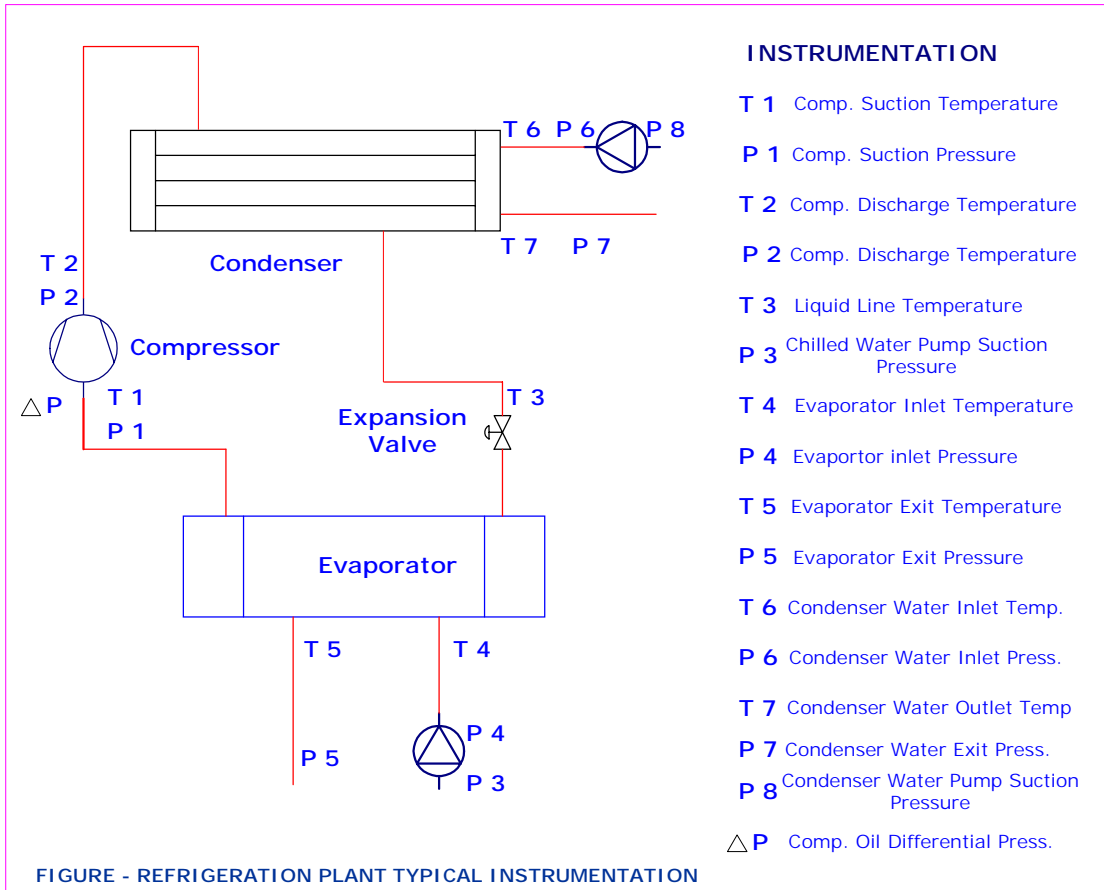 INSTRUMENTATION
T 1 Comp. Suction Temperature
P 1 Comp. Suction Pressure
T 2 Comp. Discharge Temperature
P 2 Comp. Discharge Temperature
T 3 Liquid Line Temperature
P 3 Chilled Water Pump Suction
Pressure
T 4 Evaporator Inlet Temperature
P 4 Evaportor inlet Pressure
T 5 Evaporator Exit Temperature
P 5 Evaporator Exit Pressure
T 6 Condenser Water Inlet Temp.
P 6 Condenser Water Inlet Press.
T 7 Condenser Water Outlet Temp
P 7 Condenser Water Exit Press.
P 8 Condenser Water Pump Suction
Pressure
△ P Comp. Oil Differential Press.
T 6 P 6 P 8
T 7 P 7
Condenser
T 2
P 2
Compressor
△ P
T 1
P 1
T 3
Expansion
Valve
Evaporator
T 5
T 4
P 5
P 4
P 3
FIGURE - REFRIGERATION PLANT TYPICAL INSTRUMENTATION